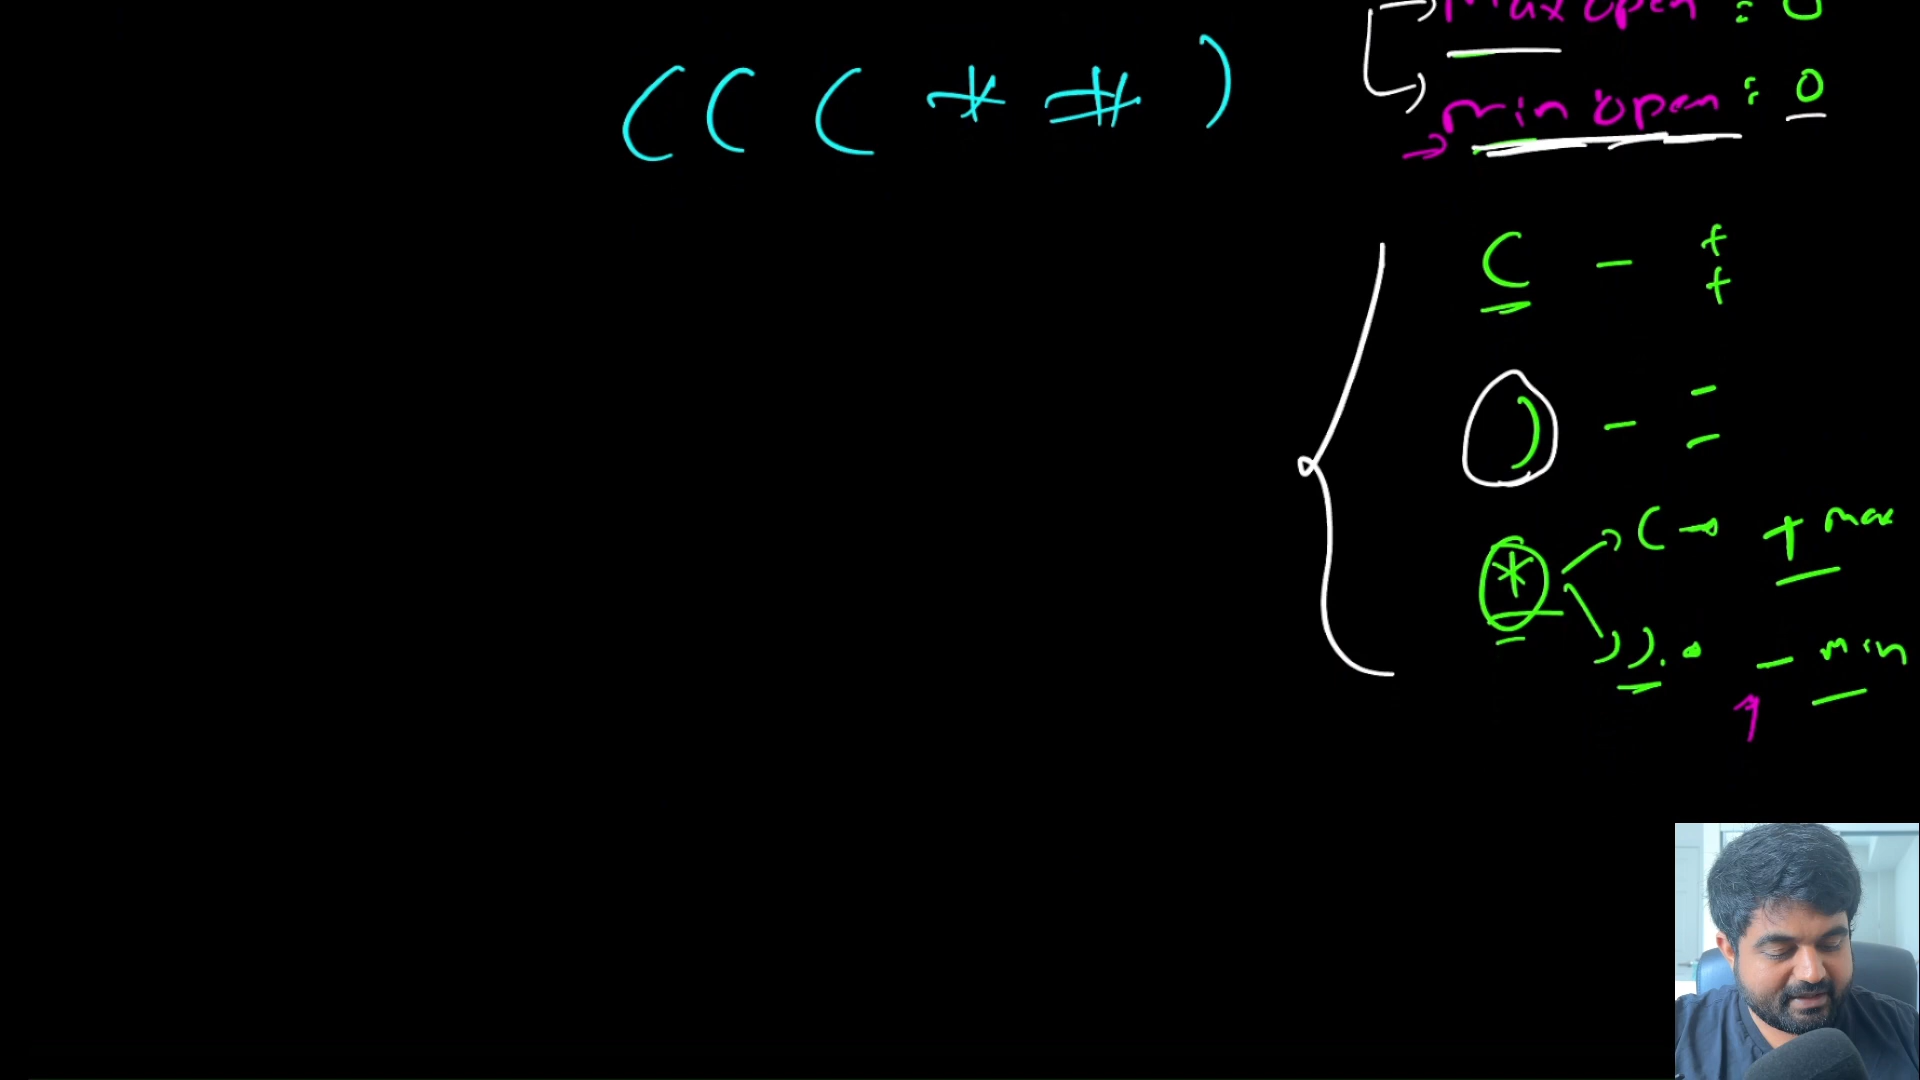 Max open : 0
( ( ( * * )
min open : 0
( - + +
) - - -
* ( → + max
) ) . - min